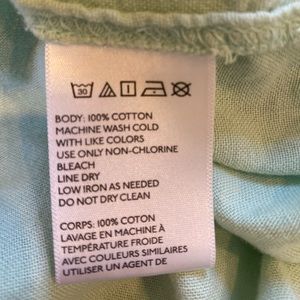 30
BODY: 100% COTTON
MACHINE WASH COLD
WITH LIKE COLORS
USE ONLY NON-CHLORINE
BLEACH
LINE DRY
LOW IRON AS NEEDED
DO NOT DRY CLEAN
CORPS: 100% COTON
LAVAGE EN MACHINE À
TEMPÉRATURE FROIDE
AVEC COULEURS SIMILAIRES
UTILISER UN AGENT DE